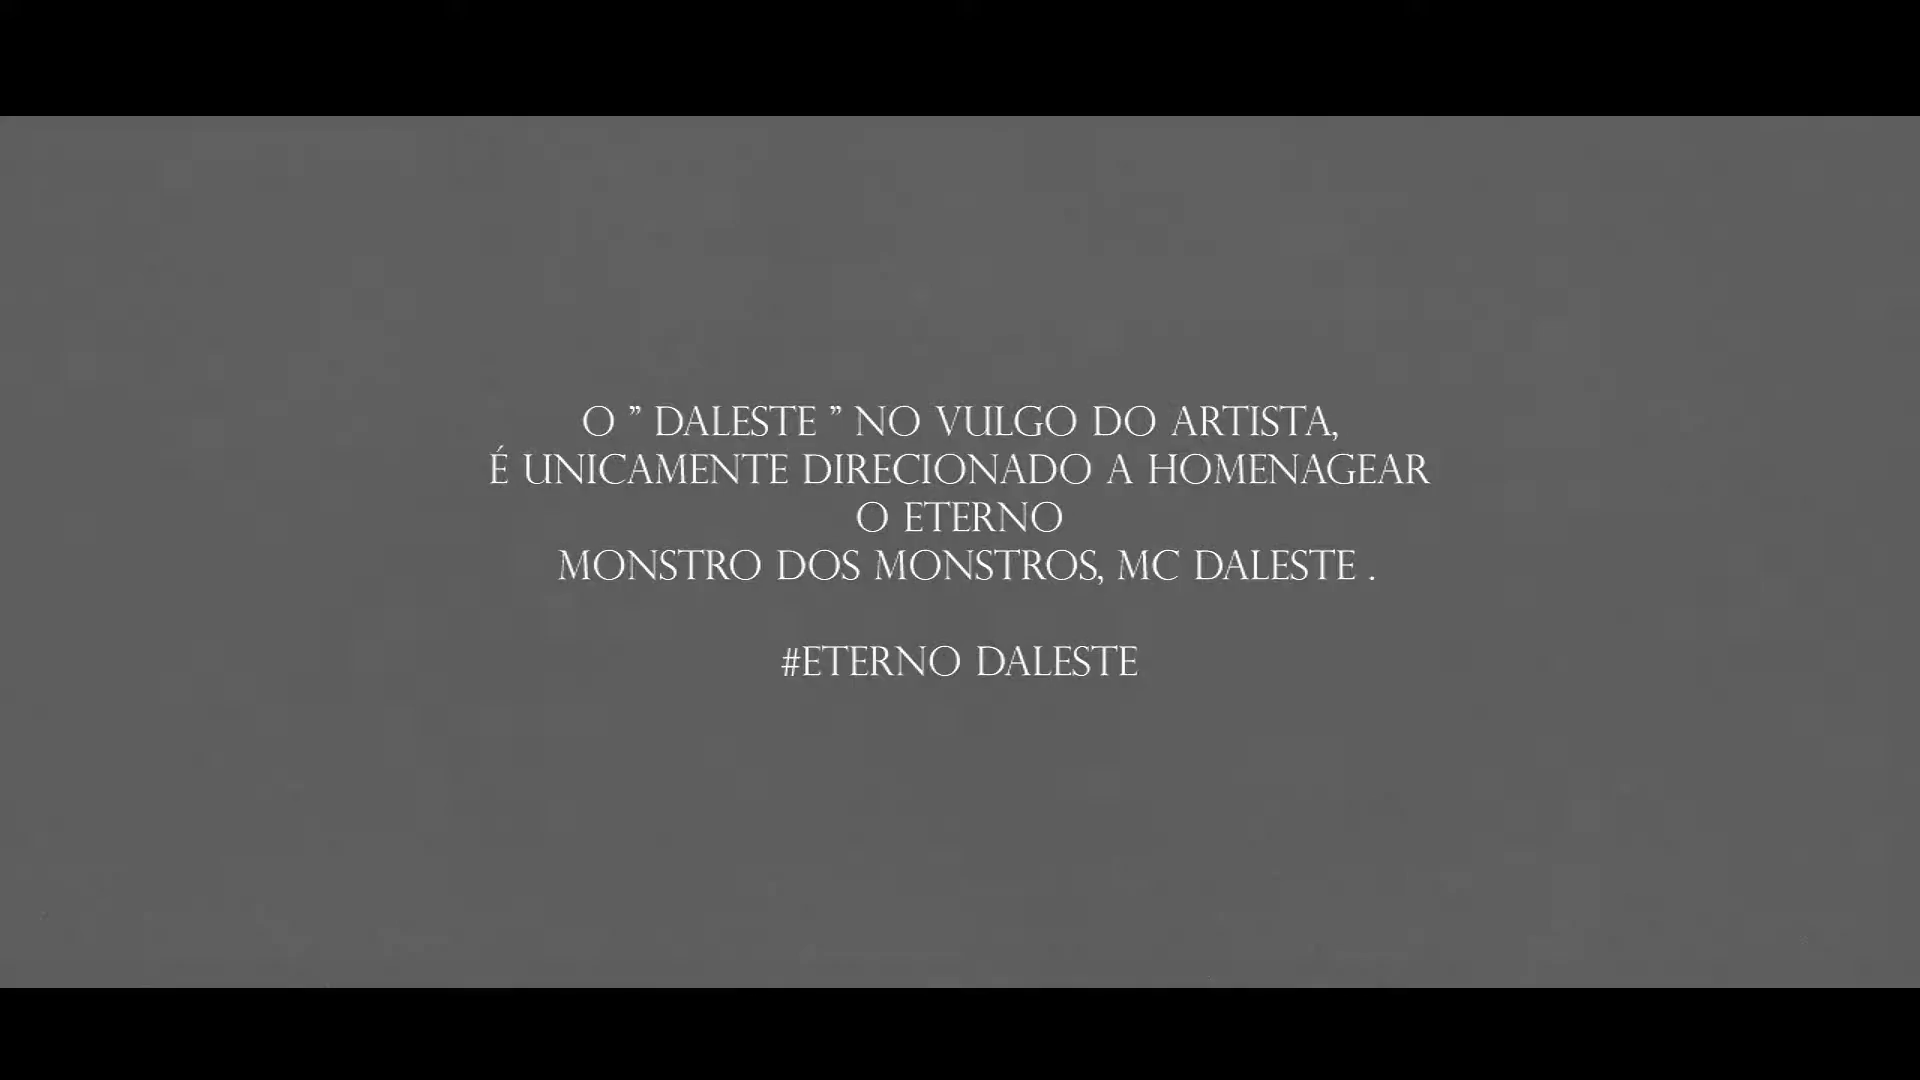 O ” DALESTE ” NO VULGO DO ARTISTA,
É UNICAMENTE DIRECIONADO A HOMENAGEAR
O ETERNO
MONSTRO DOS MONSTROS, MC DALESTE .
#ETERNO DALESTE